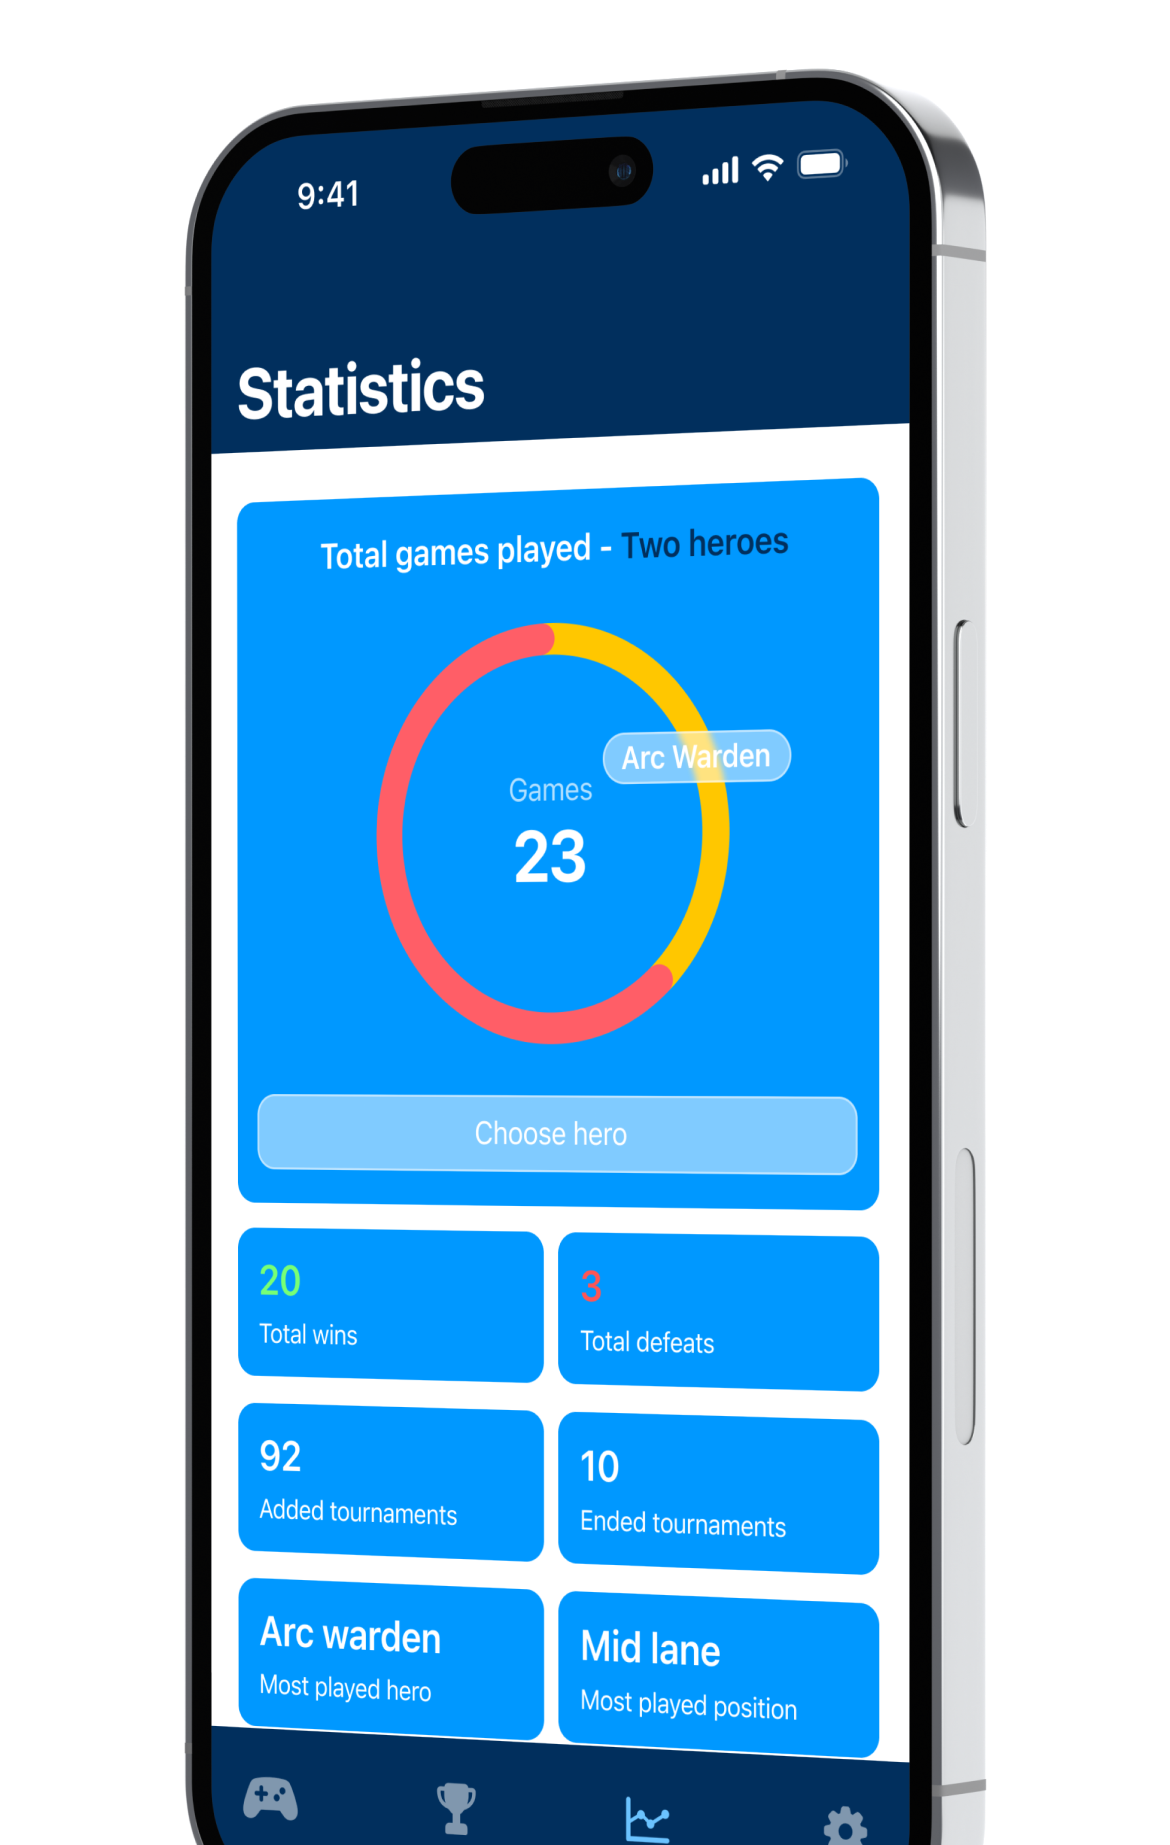 9:41
Statistics
Total games played - Two heroes
Arc Warden
Games
23
Choose hero
20
Total wins
3
Total defeats
92
Added tournaments
10
Ended tournaments
Arc warden
Most played hero
Mid lane
Most played position